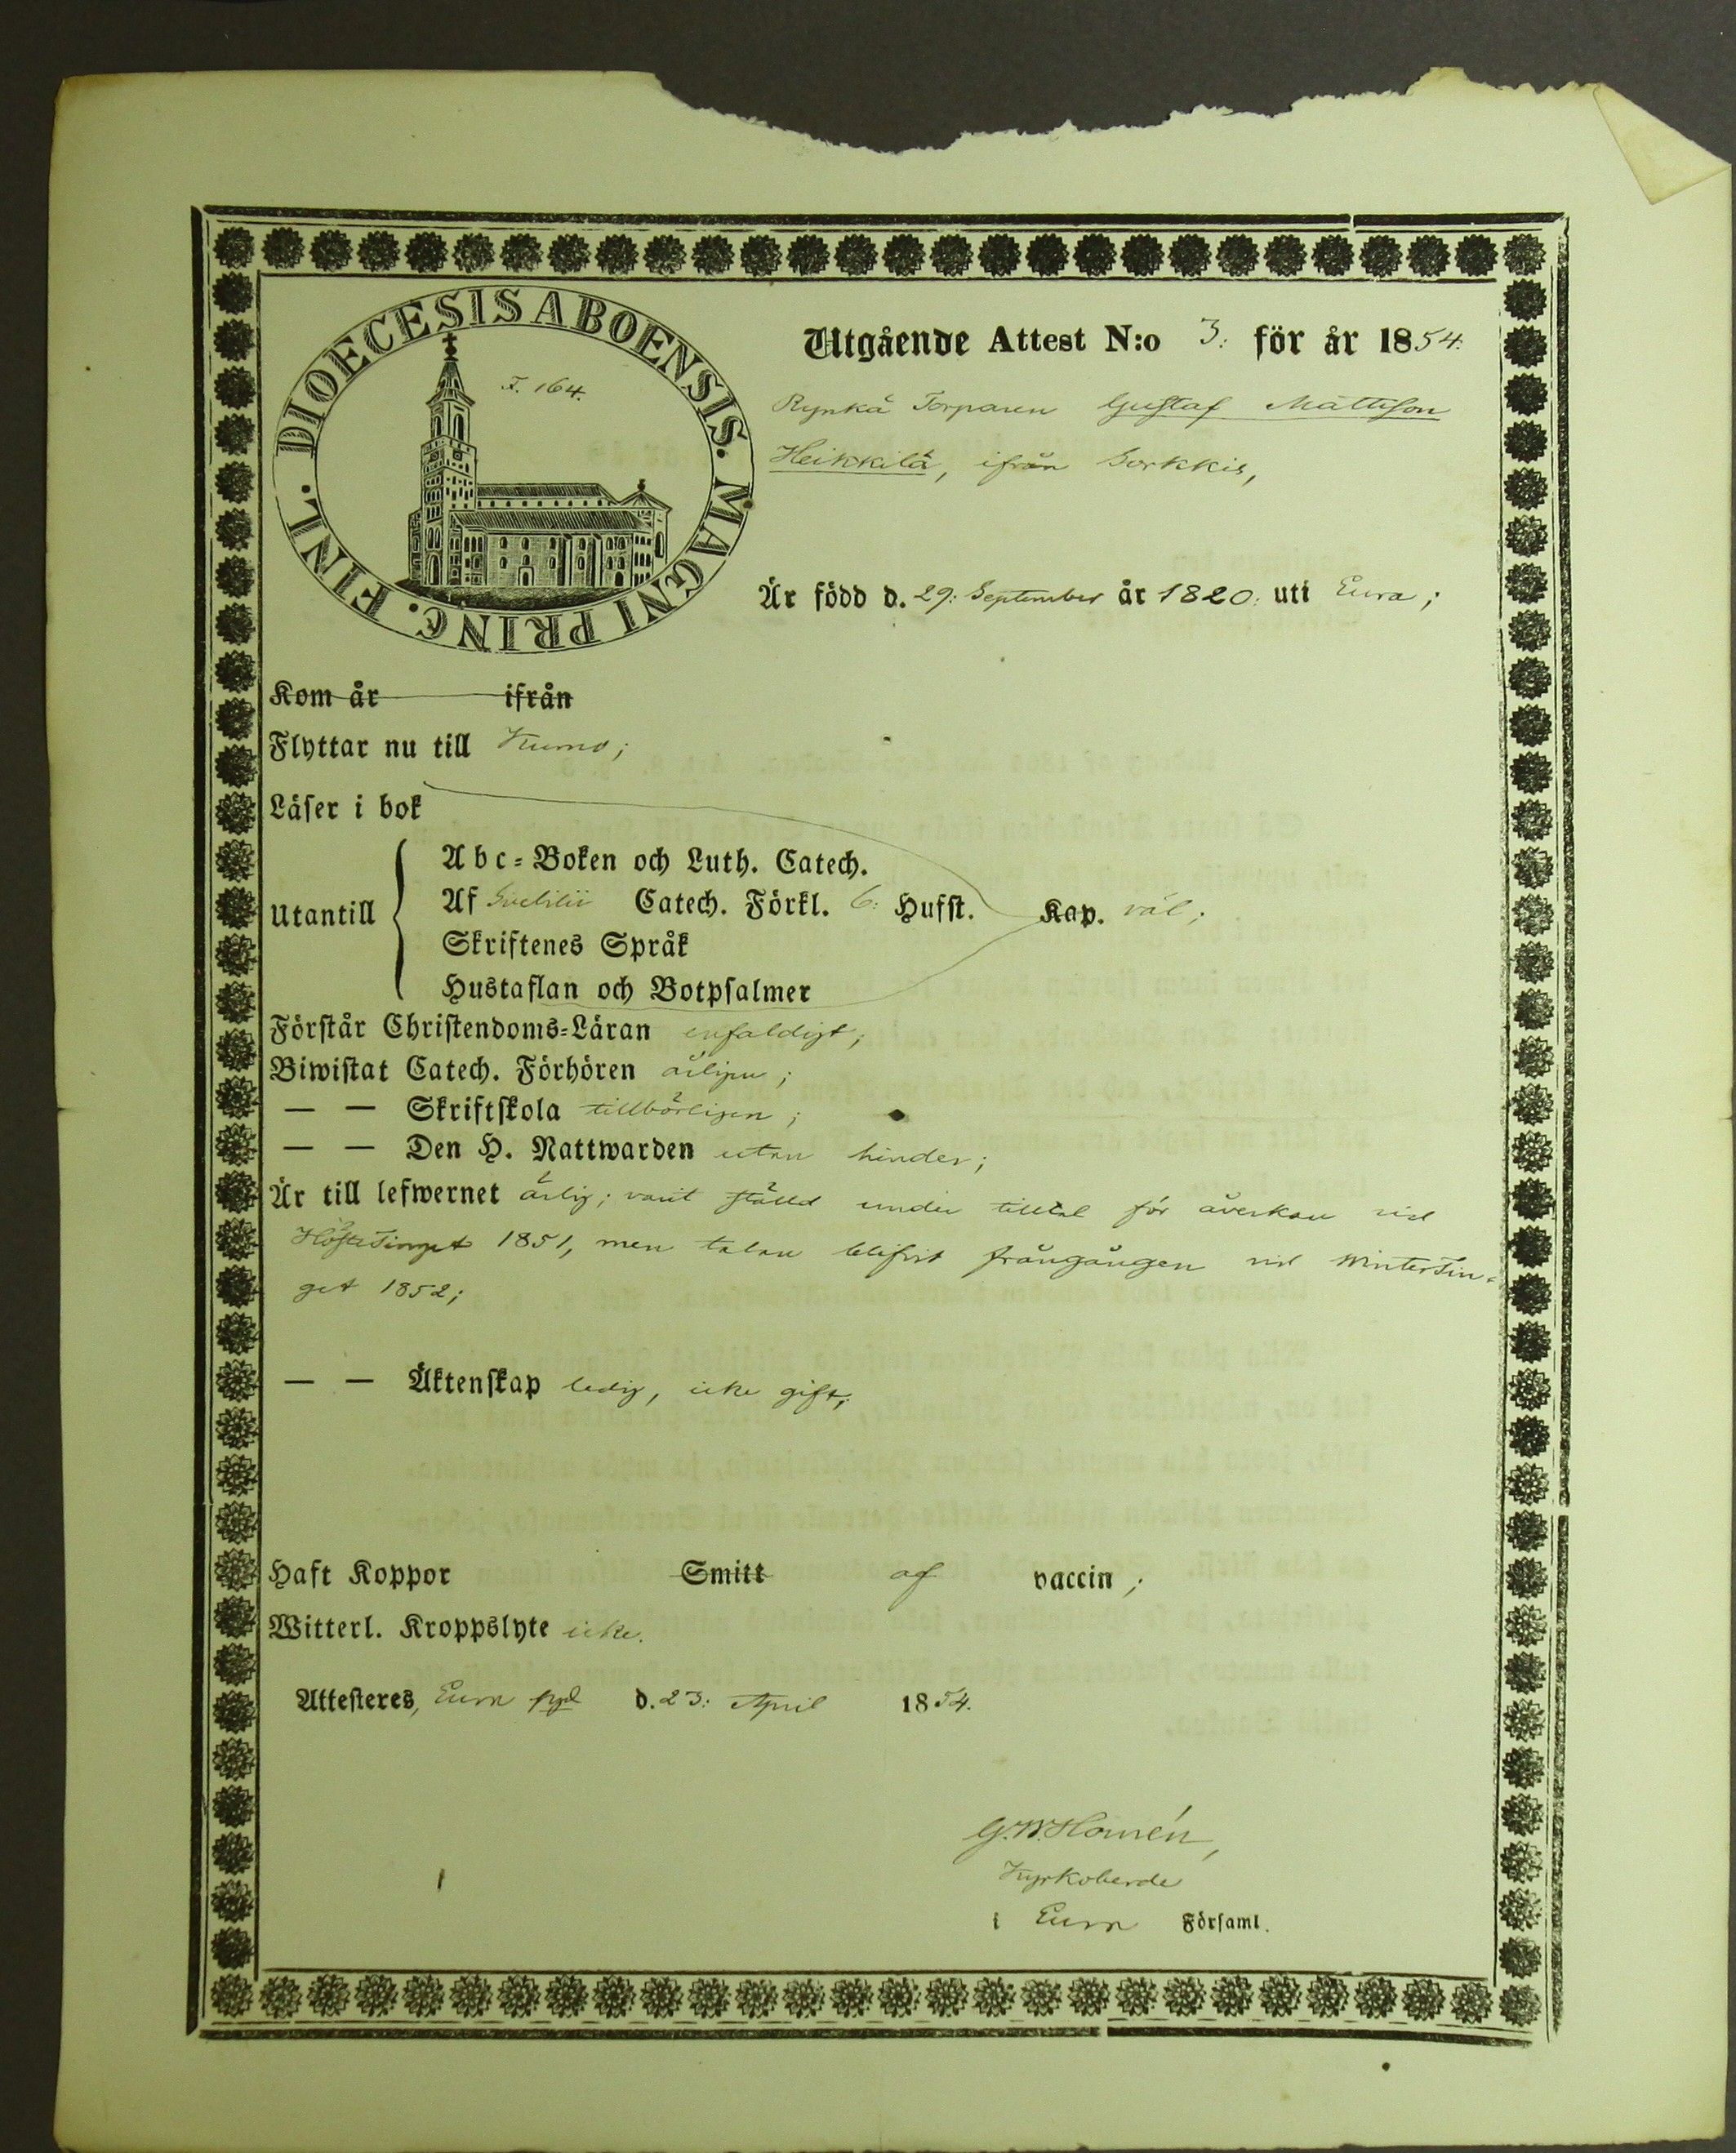 DIOECESIS ABOENSIS. MAGNI PRINC. FINL.
F. 164.
Utgående Attest N:o 3: för år 1854.
Rynkä Torparen Gustaf Mattsson
Heikkilä, ifrån Sorkkis,
Är född d. 29: September år 1820: uti Eura;
Kom år ifrån
Flyttar nu till Kumo;
Läser i bok
Utantill
Abc-Boken och Luth. Catech.
Af Svebilii Catech. Förkl. 6: Hufst. Kap. väl;
Skriftenes Språk
Hustaflan och Botpsalmer
Förstår Christendoms-Läran enfaldigt;
Biwistat Catech. Förhören årligen;
— — Skriftskola tillbörligen;
— — Den H. Nattwarden utan hinder;
Är till lefwernet ärlig; varit ställd under tilltal för åverkan vid
HösteTinget 1851, men talan blifvit frångången vid WinterTin-
get 1852;
— — Äktenskap ledig, icke gift;
Haft Koppor Smitt af vaccin;
Witterl. Kroppslyte icke.
Attesteres, Eura d. 23: April 1854.
G. W. Homén,
Kyrkoherde
i Eura Församl.